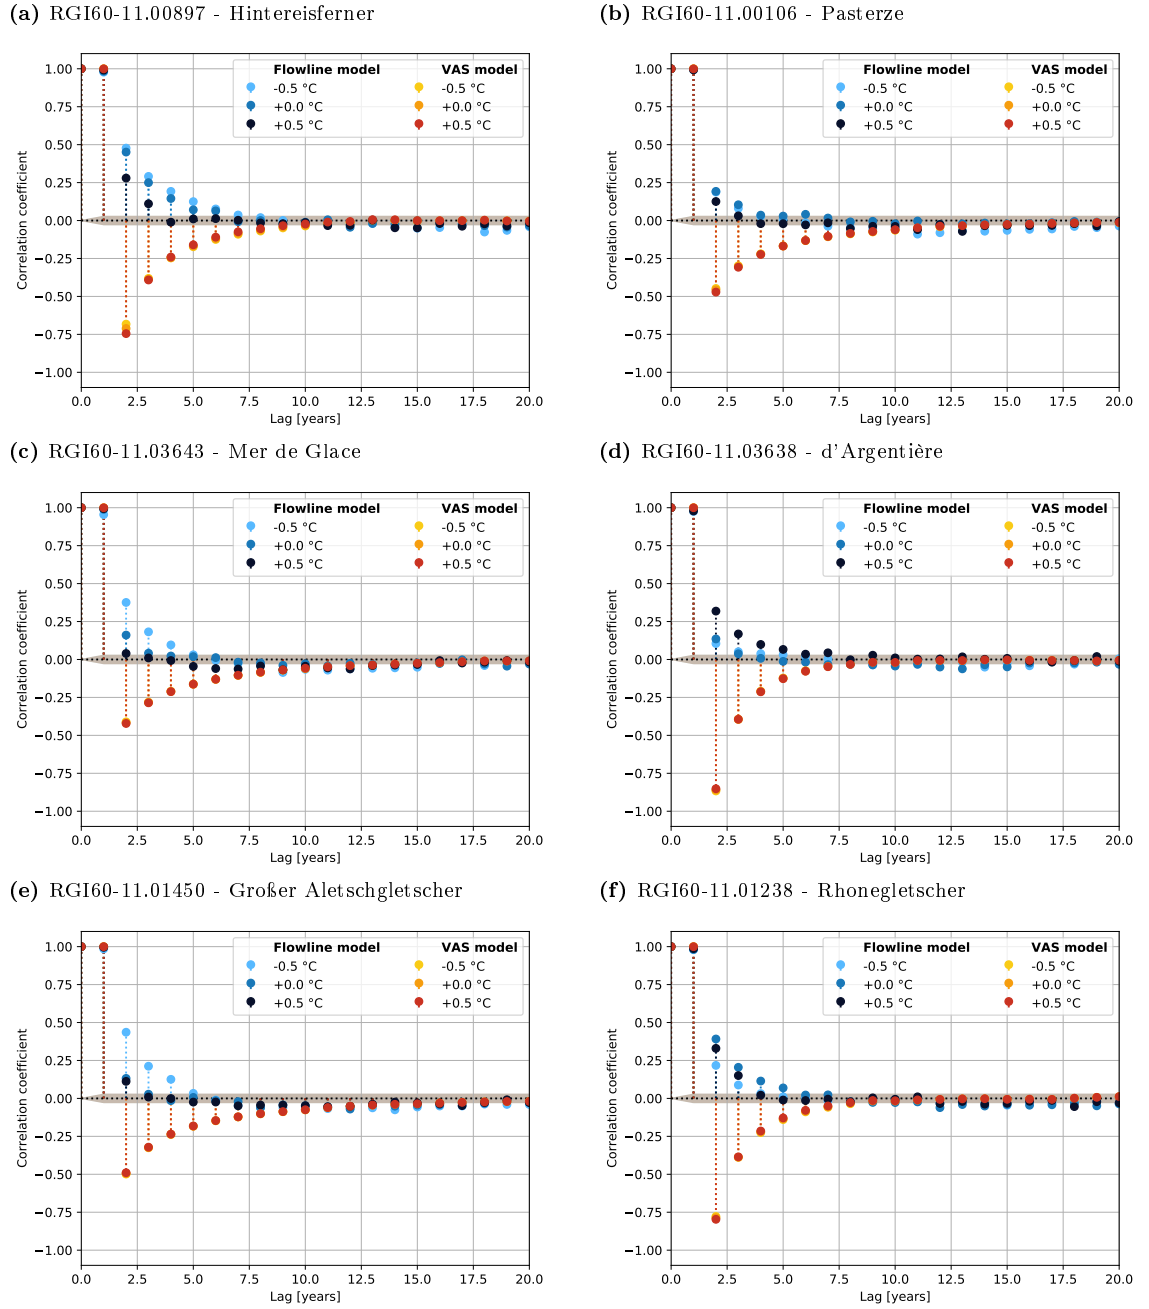 (a) RGI60-11.00897 - Hintereisferner
Flowline model VAS model
-0.5 °C -0.5 °C
+0.0 °C +0.0 °C
+0.5 °C +0.5 °C
1.00
0.75
0.50
0.25
0.00
−0.25
−0.50
−0.75
−1.00
Correlation coefficient
0.0 2.5 5.0 7.5 10.0 12.5 15.0 17.5 20.0
Lag [years]
(b) RGI60-11.00106 - Pasterze
Flowline model VAS model
-0.5 °C -0.5 °C
+0.0 °C +0.0 °C
+0.5 °C +0.5 °C
1.00
0.75
0.50
0.25
0.00
−0.25
−0.50
−0.75
−1.00
Correlation coefficient
0.0 2.5 5.0 7.5 10.0 12.5 15.0 17.5 20.0
Lag [years]
(c) RGI60-11.03643 - Mer de Glace
Flowline model VAS model
-0.5 °C -0.5 °C
+0.0 °C +0.0 °C
+0.5 °C +0.5 °C
1.00
0.75
0.50
0.25
0.00
−0.25
−0.50
−0.75
−1.00
Correlation coefficient
0.0 2.5 5.0 7.5 10.0 12.5 15.0 17.5 20.0
Lag [years]
(d) RGI60-11.03638 - d'Argentière
Flowline model VAS model
-0.5 °C -0.5 °C
+0.0 °C +0.0 °C
+0.5 °C +0.5 °C
1.00
0.75
0.50
0.25
0.00
−0.25
−0.50
−0.75
−1.00
Correlation coefficient
0.0 2.5 5.0 7.5 10.0 12.5 15.0 17.5 20.0
Lag [years]
(e) RGI60-11.01450 - Großer Aletschgletscher
Flowline model VAS model
-0.5 °C -0.5 °C
+0.0 °C +0.0 °C
+0.5 °C +0.5 °C
1.00
0.75
0.50
0.25
0.00
−0.25
−0.50
−0.75
−1.00
Correlation coefficient
0.0 2.5 5.0 7.5 10.0 12.5 15.0 17.5 20.0
Lag [years]
(f) RGI60-11.01238 - Rhonegletscher
Flowline model VAS model
-0.5 °C -0.5 °C
+0.0 °C +0.0 °C
+0.5 °C +0.5 °C
1.00
0.75
0.50
0.25
0.00
−0.25
−0.50
−0.75
−1.00
Correlation coefficient
0.0 2.5 5.0 7.5 10.0 12.5 15.0 17.5 20.0
Lag [years]